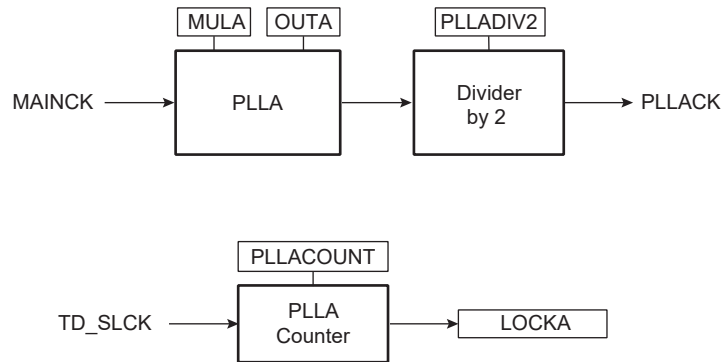 MULA OUTA PLLADIV2
MAINCK PLLA Divider by 2 PLLACK
PLLACOUNT
TD_SLCK PLLA Counter LOCKA